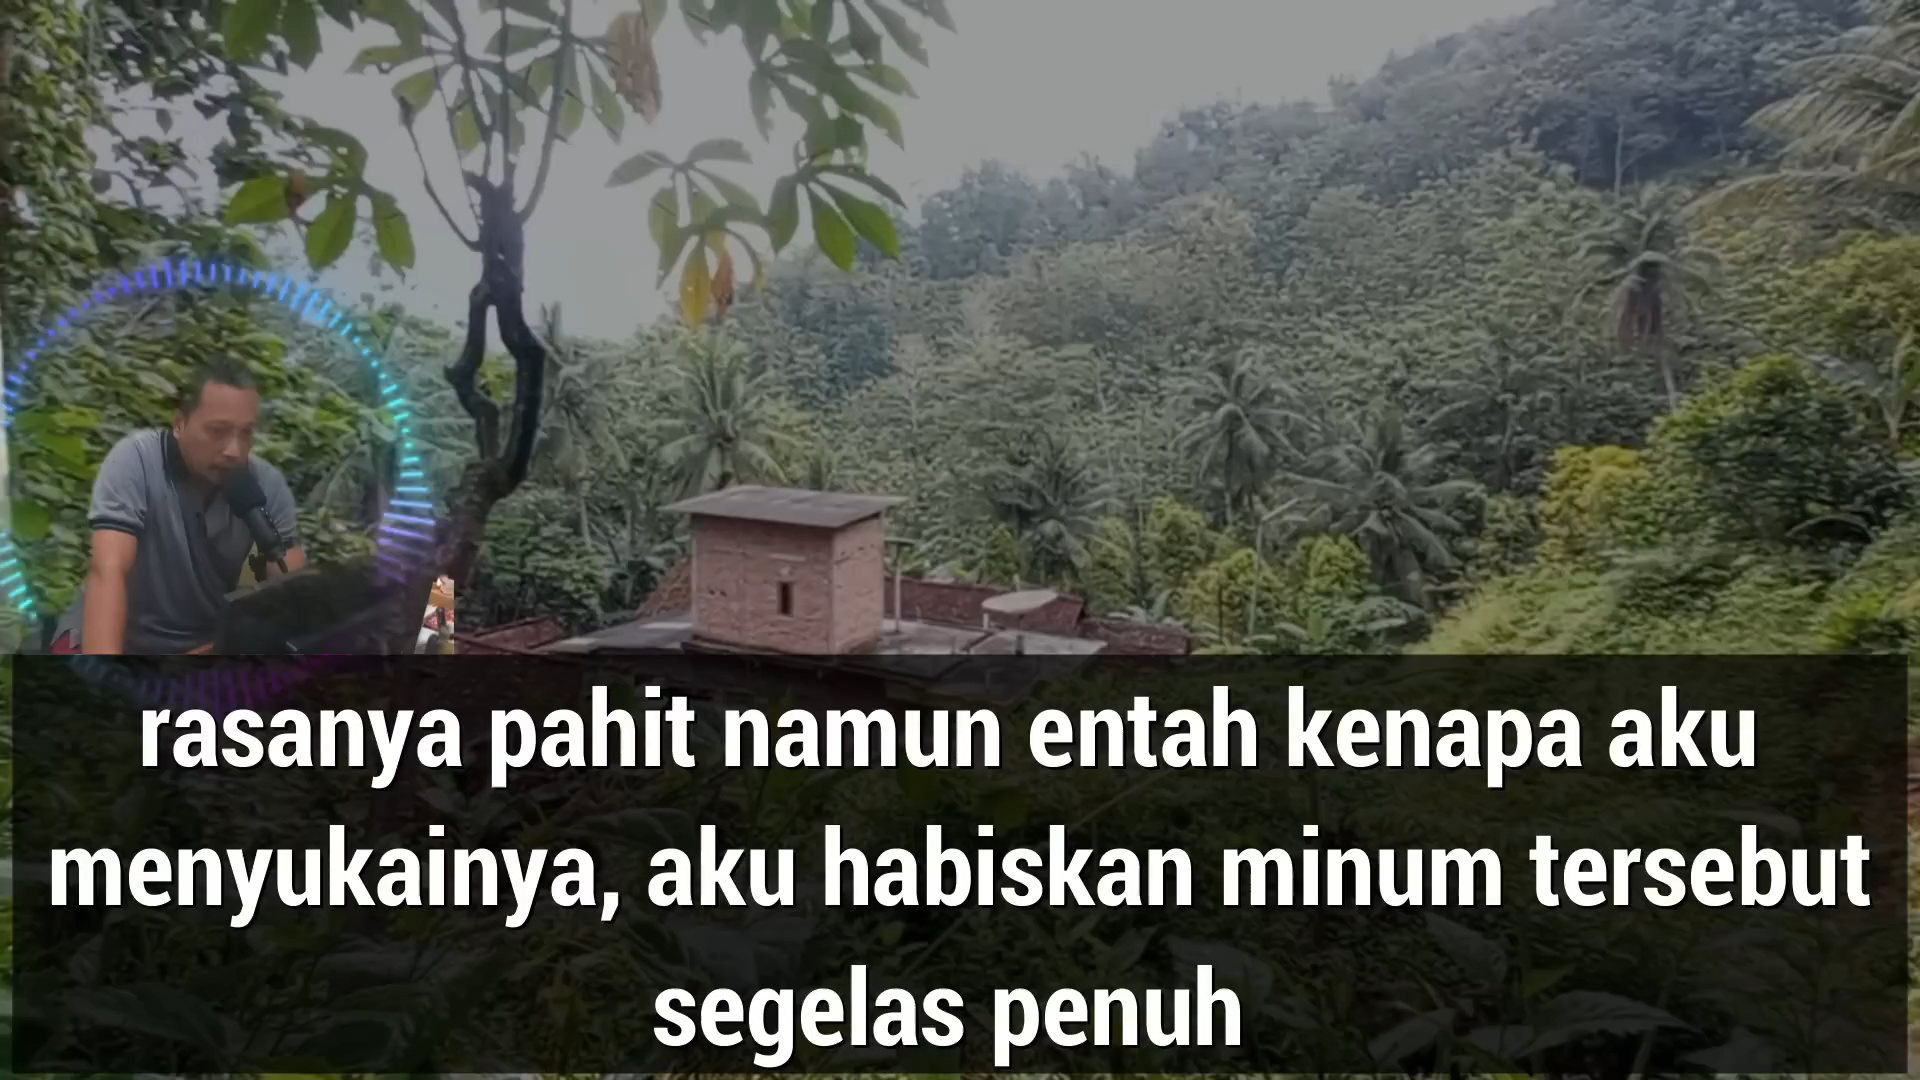 rasanya pahit namun entah kenapa aku
menyukainya, aku habiskan minum tersebut
segelas penuh